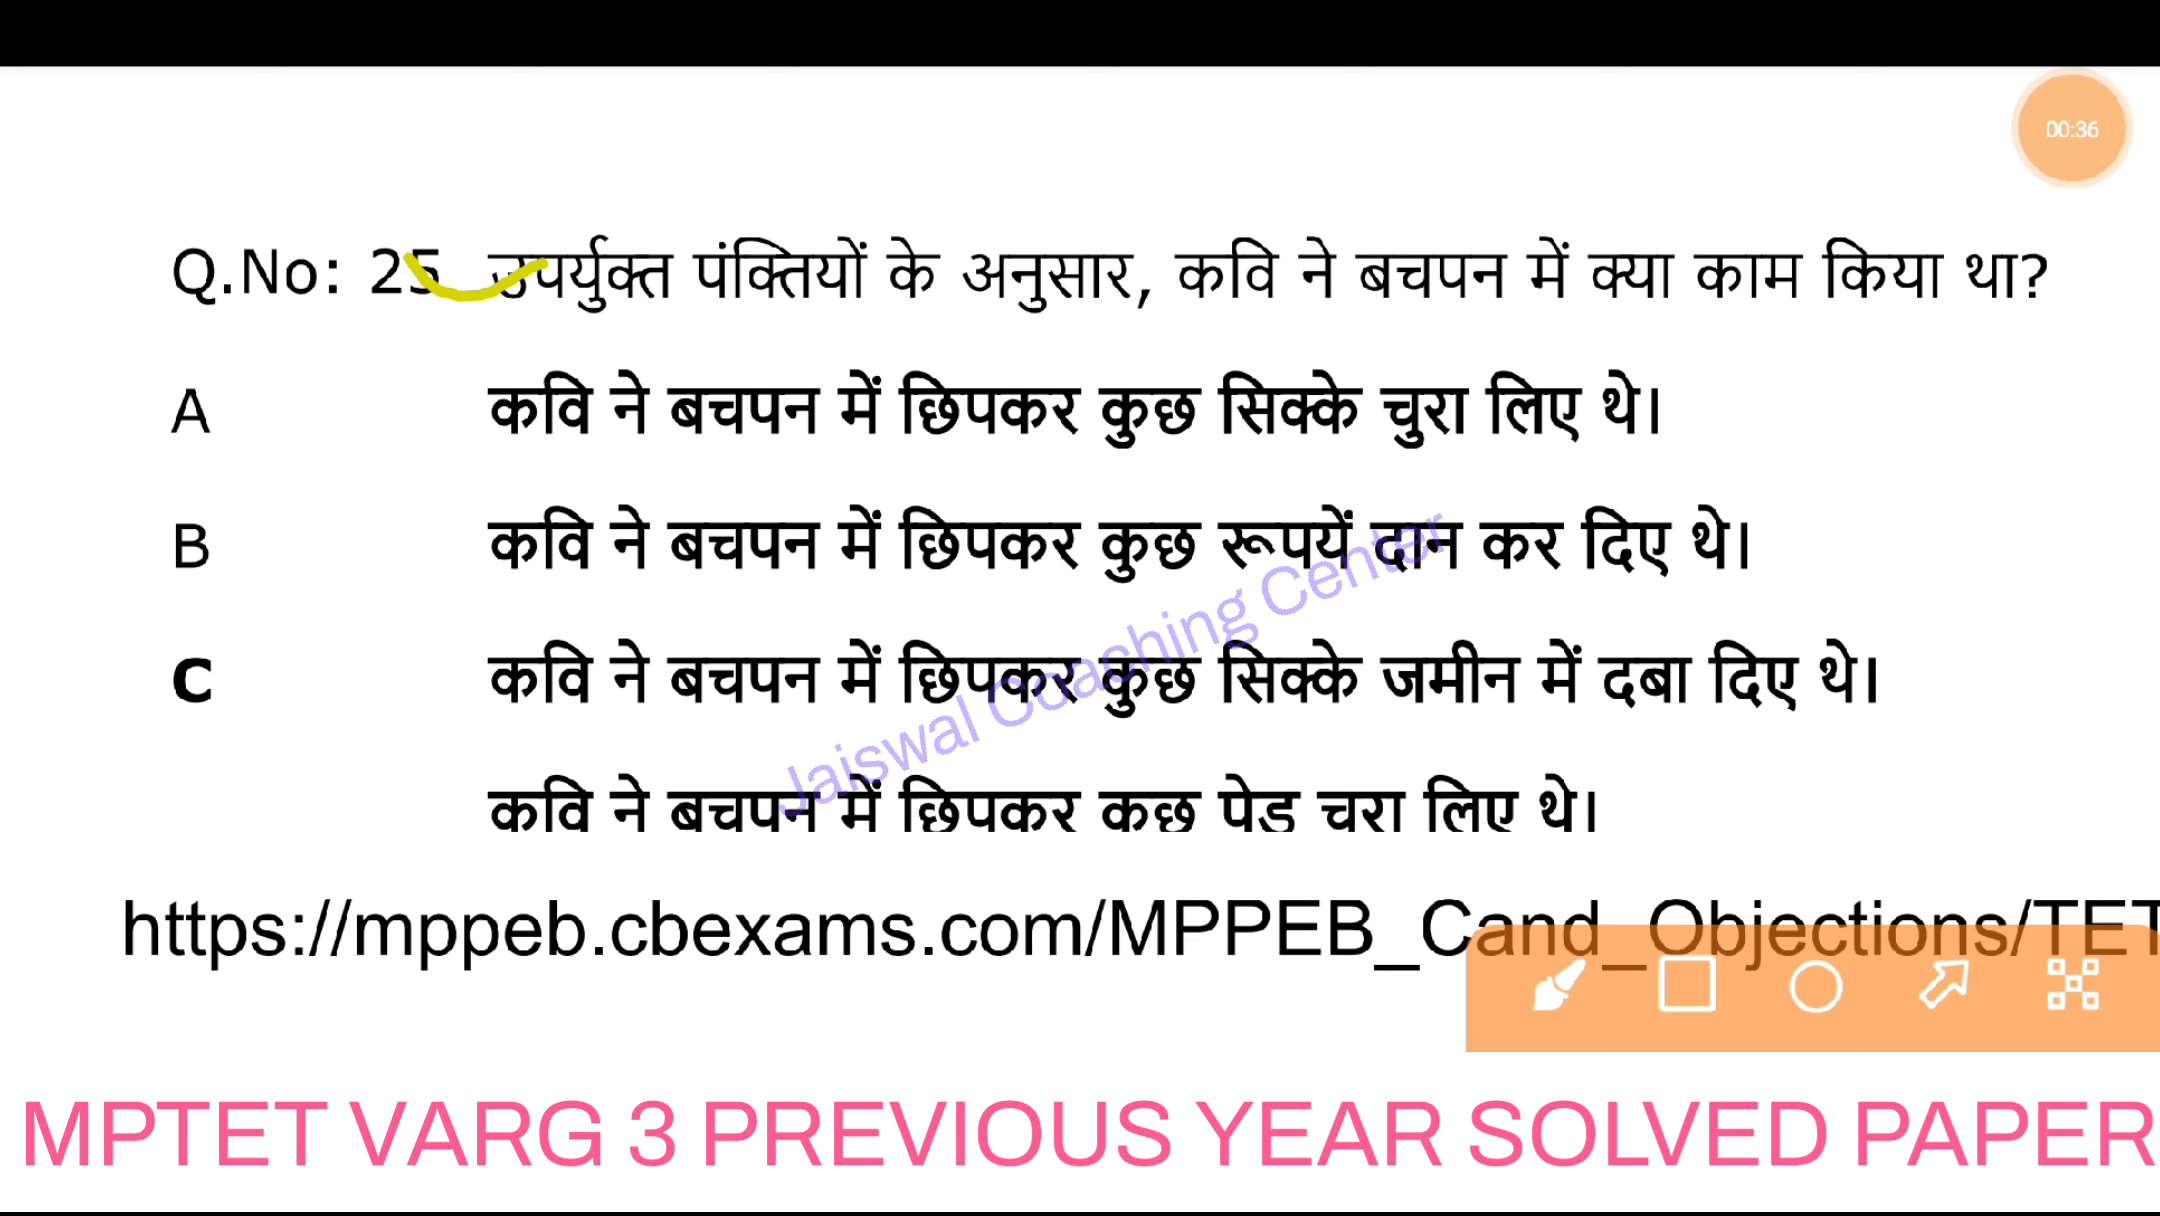 00:36
Q.No: 25 उपर्युक्त पंक्तियों के अनुसार, कवि ने बचपन में क्या काम किया था?
A कवि ने बचपन में छिपकर कुछ सिक्के चुरा लिए थे।
B कवि ने बचपन में छिपकर कुछ रूपयें दान कर दिए थे।
C कवि ने बचपन में छिपकर कुछ सिक्के जमीन में दबा दिए थे।
कवि ने बचपन में छिपकर कुछ पेड़ चुरा लिए थे।
Jaiswal Coaching Center
https://mppeb.cbexams.com/MPPEB_Cand_Objections/TET
MPTET VARG 3 PREVIOUS YEAR SOLVED PAPER